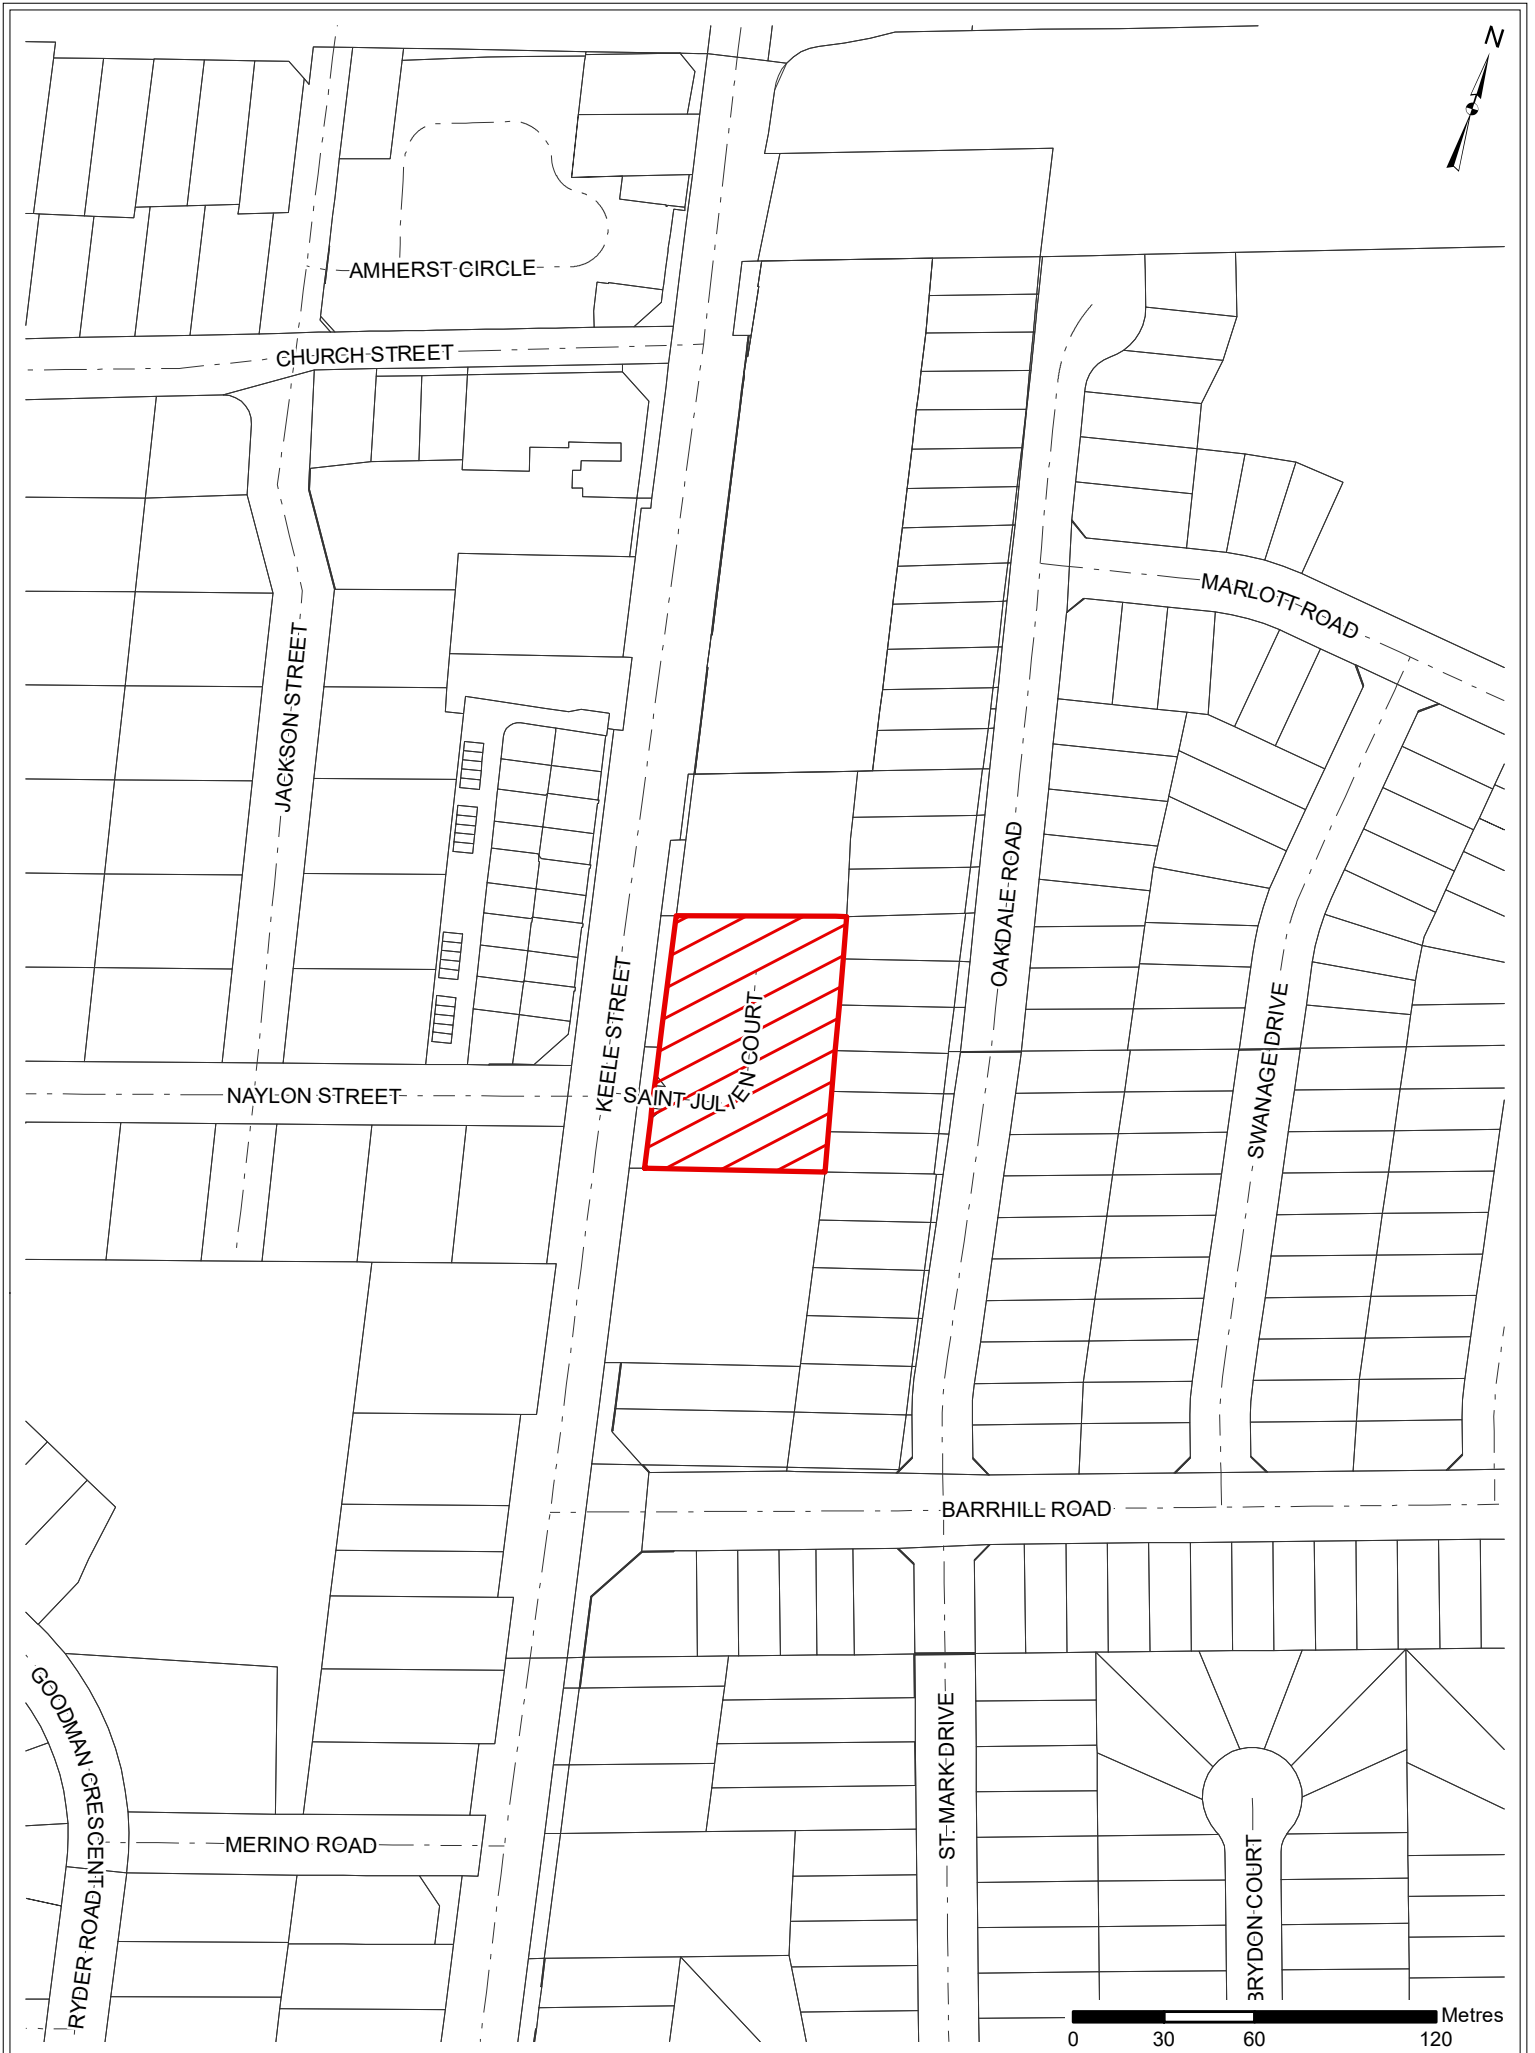 N
AMHERST CIRCLE
CHURCH STREET
MARLOTT ROAD
JACKSON STREET
OAKDALE ROAD
KEELE STREET
SAINT JULIEN COURT
SWANAGE DRIVE
NAYLON STREET
BARRHILL ROAD
GOODMAN CRESCENT
ST. MARK DRIVE
MERINO ROAD
BRYDON COURT
RYDER ROAD
Metres
0 30 60 120